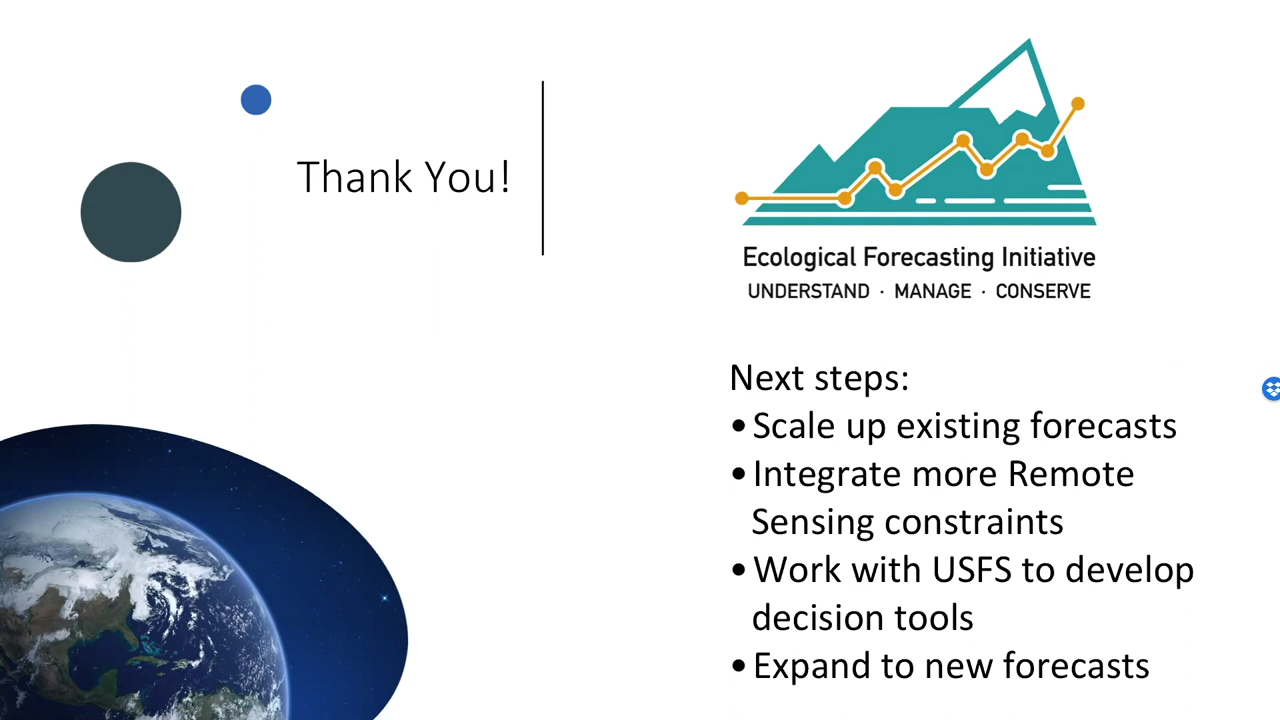 Thank You!
Ecological Forecasting Initiative
UNDERSTAND · MANAGE · CONSERVE
Next steps:
•Scale up existing forecasts
•Integrate more Remote
Sensing constraints
•Work with USFS to develop
decision tools
•Expand to new forecasts